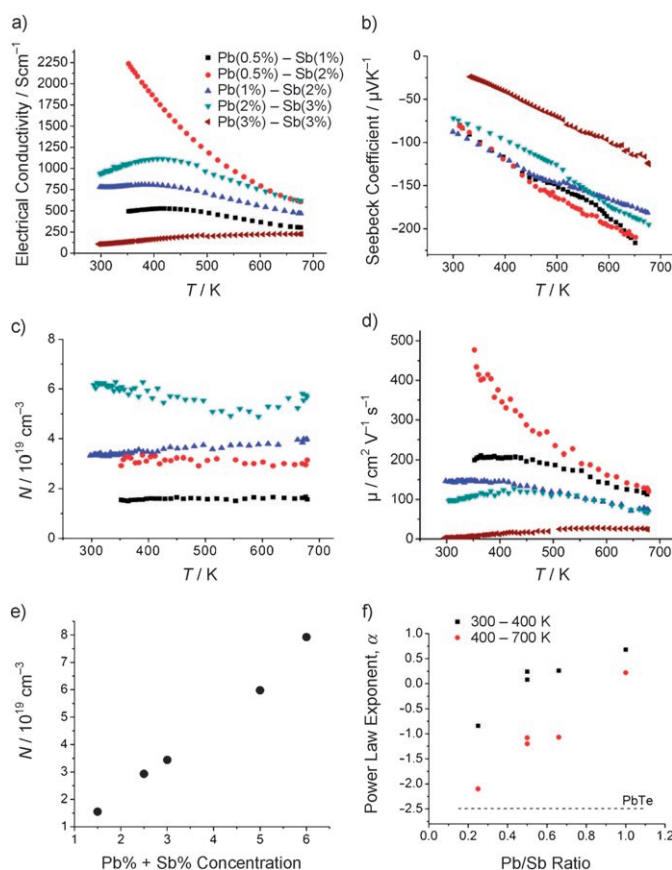 a)
Electrical Conductivity / Scm⁻¹
2250
2000
1750
1500
1250
1000
750
500
250
0
Pb(0.5%) – Sb(1%)
Pb(0.5%) – Sb(2%)
Pb(1%) – Sb(2%)
Pb(2%) – Sb(3%)
Pb(3%) – Sb(3%)
300 400 500 600 700
T / K
b)
Seebeck Coefficient / µVK⁻¹
0
−50
−100
−150
−200
300 400 500 600 700
T / K
c)
N / 10¹⁹ cm⁻³
8
6
4
2
0
300 400 500 600 700
T / K
d)
µ / cm² V⁻¹ s⁻¹
500
400
300
200
100
0
300 400 500 600 700
T / K
e)
N / 10¹⁹ cm⁻³
8
7
6
5
4
3
2
1
2 3 4 5 6
Pb% + Sb% Concentration
f)
Power Law Exponent, α
1.0
0.5
0.0
-0.5
-1.0
-1.5
-2.0
-2.5
300 – 400 K
400 – 700 K
PbTe
0.0 0.2 0.4 0.6 0.8 1.0 1.2
Pb/Sb Ratio